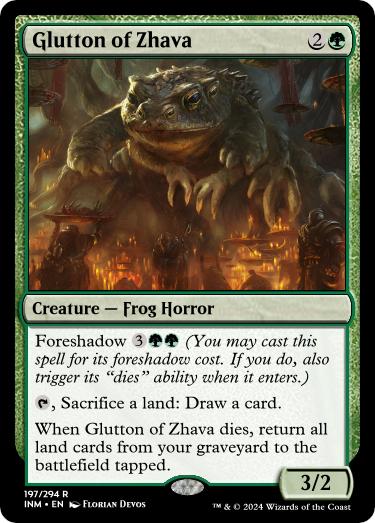 Glutton of Zhava 2
Creature — Frog Horror
Foreshadow 3 (You may cast this
spell for its foreshadow cost. If you do, also
trigger its “dies” ability when it enters.)
, Sacrifice a land: Draw a card.
When Glutton of Zhava dies, return all
land cards from your graveyard to the
battlefield tapped.
3/2
197/294 R
INM • EN Florian Devos
™ & © 2024 Wizards of the Coast